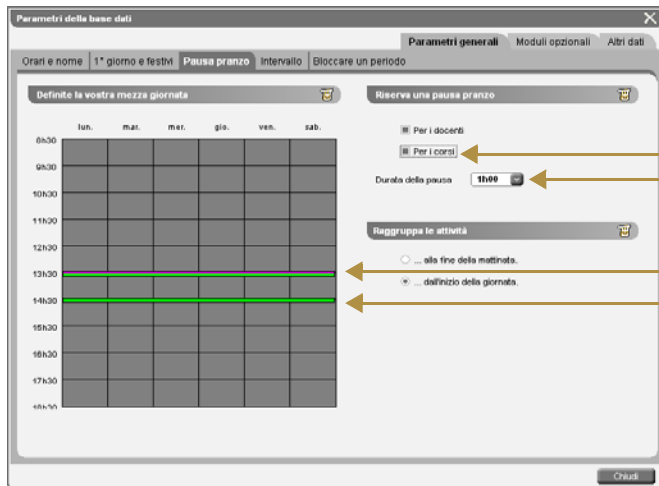 Parametri della base dati
Parametri generali Moduli opzionali Altri dati
Orari e nome 1° giorno e festivi Pausa pranzo Intervallo Bloccare un periodo
Definite la vostra mezza giornata
Riserva una pausa pranzo
lun. mar. mer. gio. ven. sab.
8h30
9h30
10h30
11h30
12h30
13h30
14h30
15h30
16h30
17h30
18h30
Per i docenti
Per i corsi
Durata della pausa 1h00
Raggruppa le attività
... alla fine della mattinata.
... dall'inizio della giornata.
Chiudi